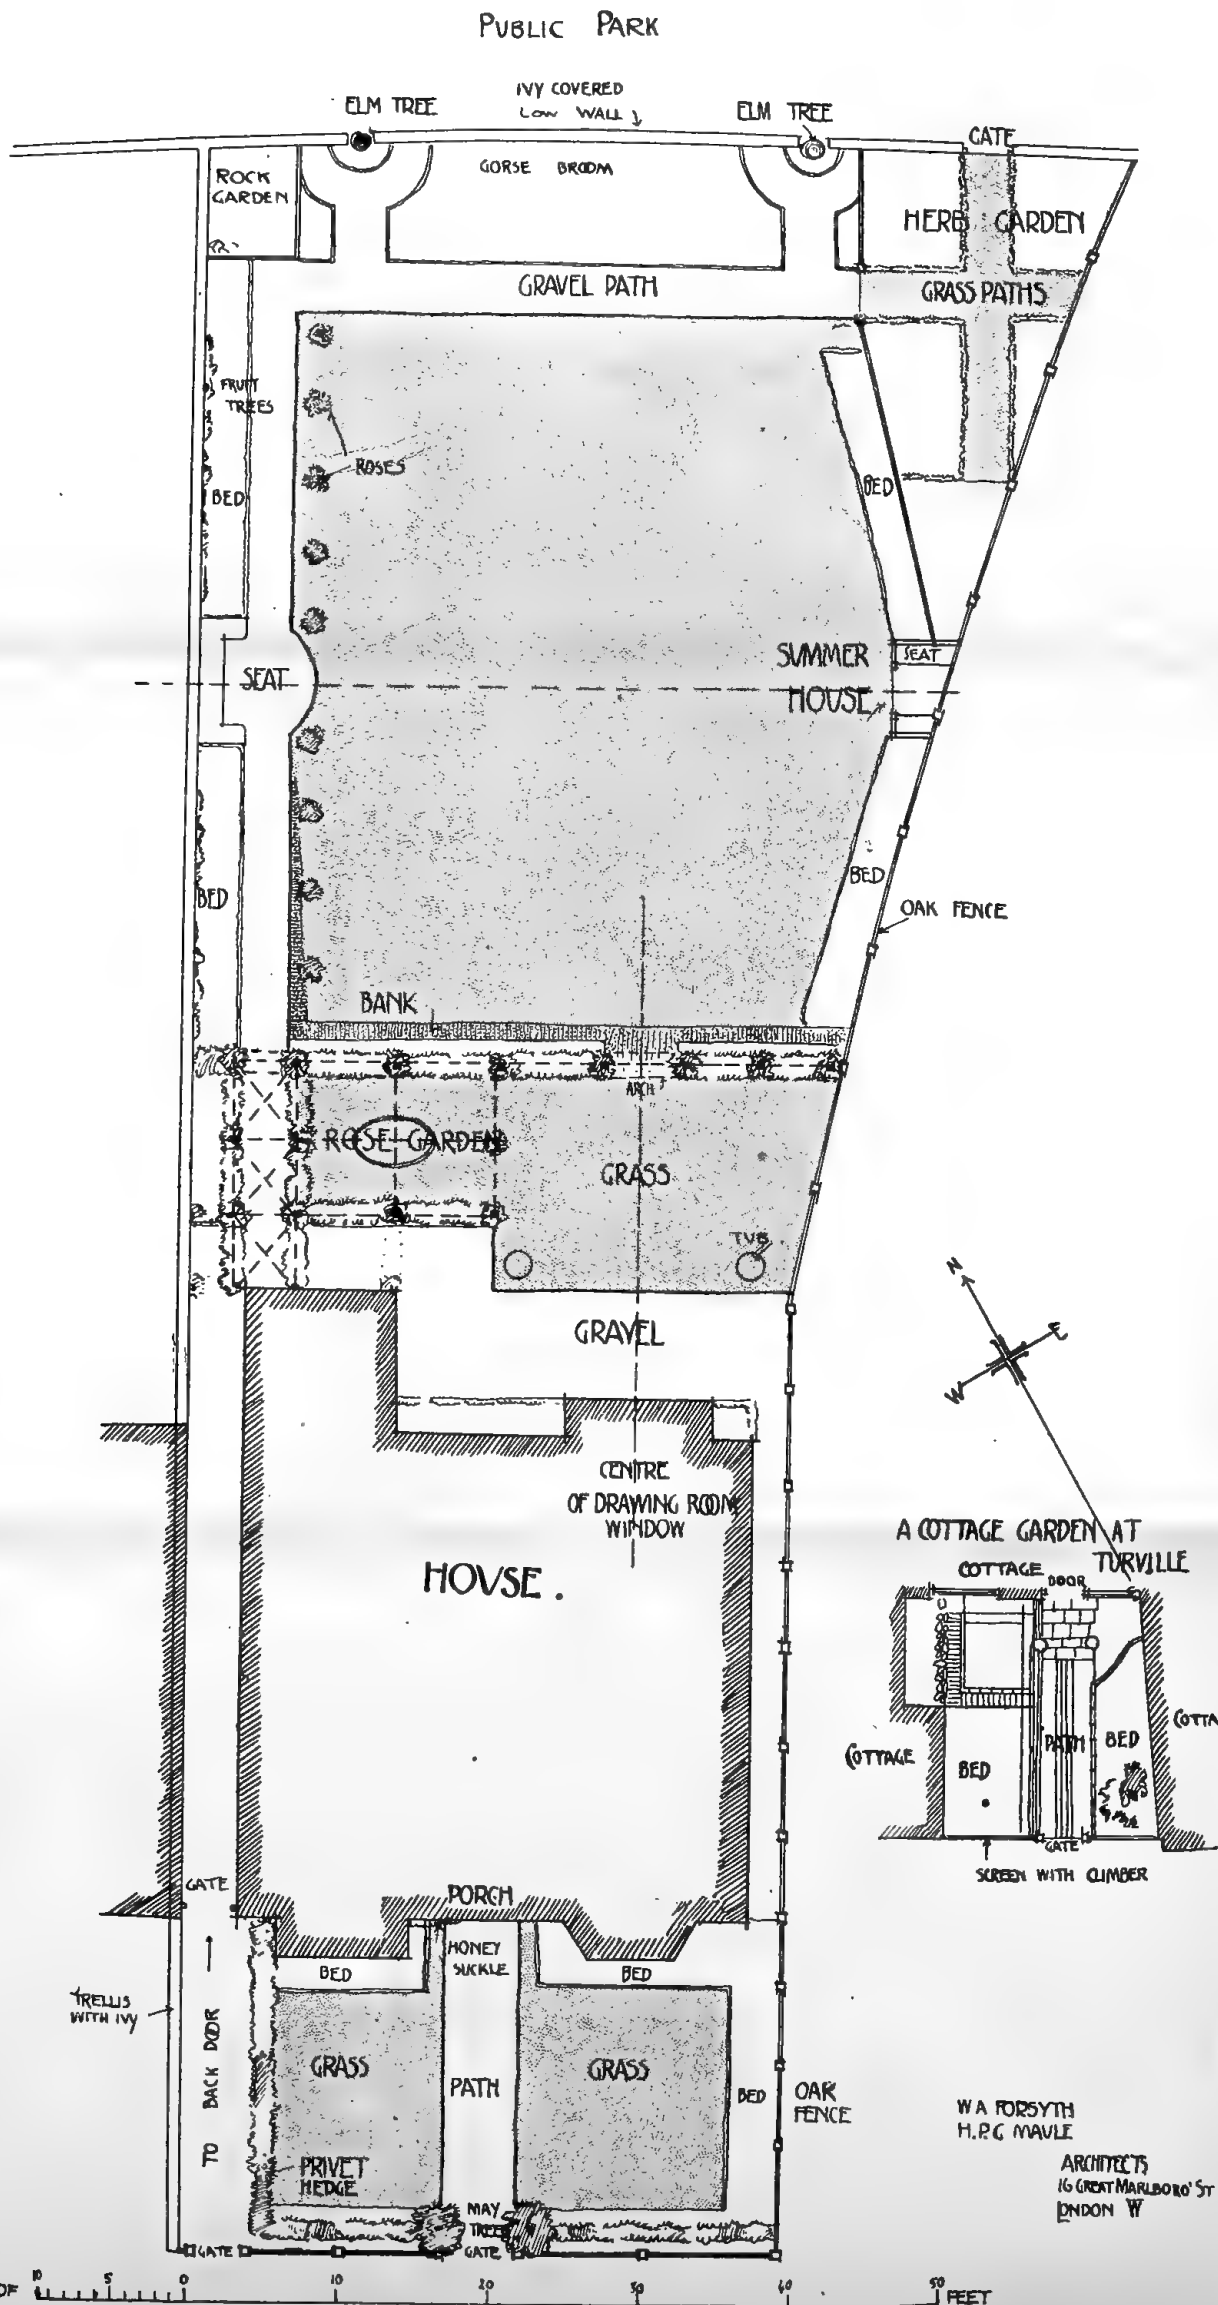 PUBLIC PARK
IVY COVERED
LOW WALL
ELM TREE
ELM TREE
GATE
ROCK
GARDEN
GORSE BROOM
HERB GARDEN
GRAVEL PATH
GRASS PATHS
FRUIT
TREES
ROSES
BED
BED
SEAT
SUMMER
HOUSE
SEAT
BED
BED
OAK FENCE
BANK
ARCH
ROSE GARDEN
GRASS
TUB
GRAVEL
N
E
W
CENTRE
OF DRAWING ROOM
WINDOW
HOVSE.
A COTTAGE GARDEN AT
TURVILLE
COTTAGE
DOOR
COTTAGE
BED
PATH
BED
COTTA
GATE
SCREEN WITH CLIMBER
GATE
PORCH
HONEY
SUCKLE
BED
BED
TRELLIS
WITH IVY
TO BACK DOOR
GRASS
PATH
GRASS
BED
OAK
FENCE
PRIVET
HEDGE
MAY
TREE
GATE
GATE
W A FORSYTH
H.P.G MAVLE
ARCHITECTS
16 GREAT MARLBORO' ST
LONDON W
OF 10 5 0 10 20 30 40 50 FEET